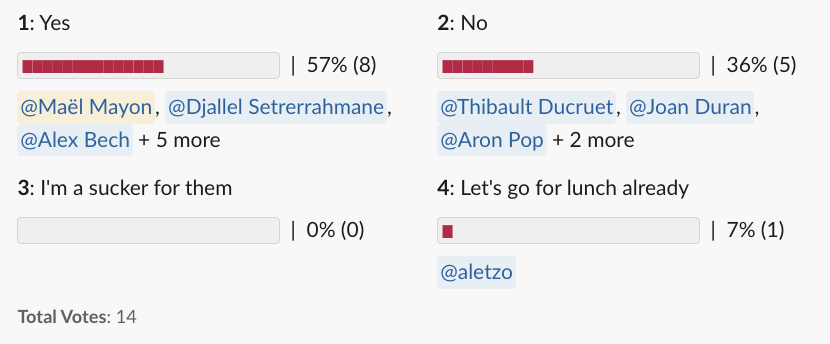 1: Yes
| 57% (8)
@Maël Mayon, @Djallel Setrerrahmane,
@Alex Bech + 5 more
2: No
| 36% (5)
@Thibault Ducruet, @Joan Duran,
@Aron Pop + 2 more
3: I'm a sucker for them
| 0% (0)
4: Let's go for lunch already
| 7% (1)
@aletzo
Total Votes: 14